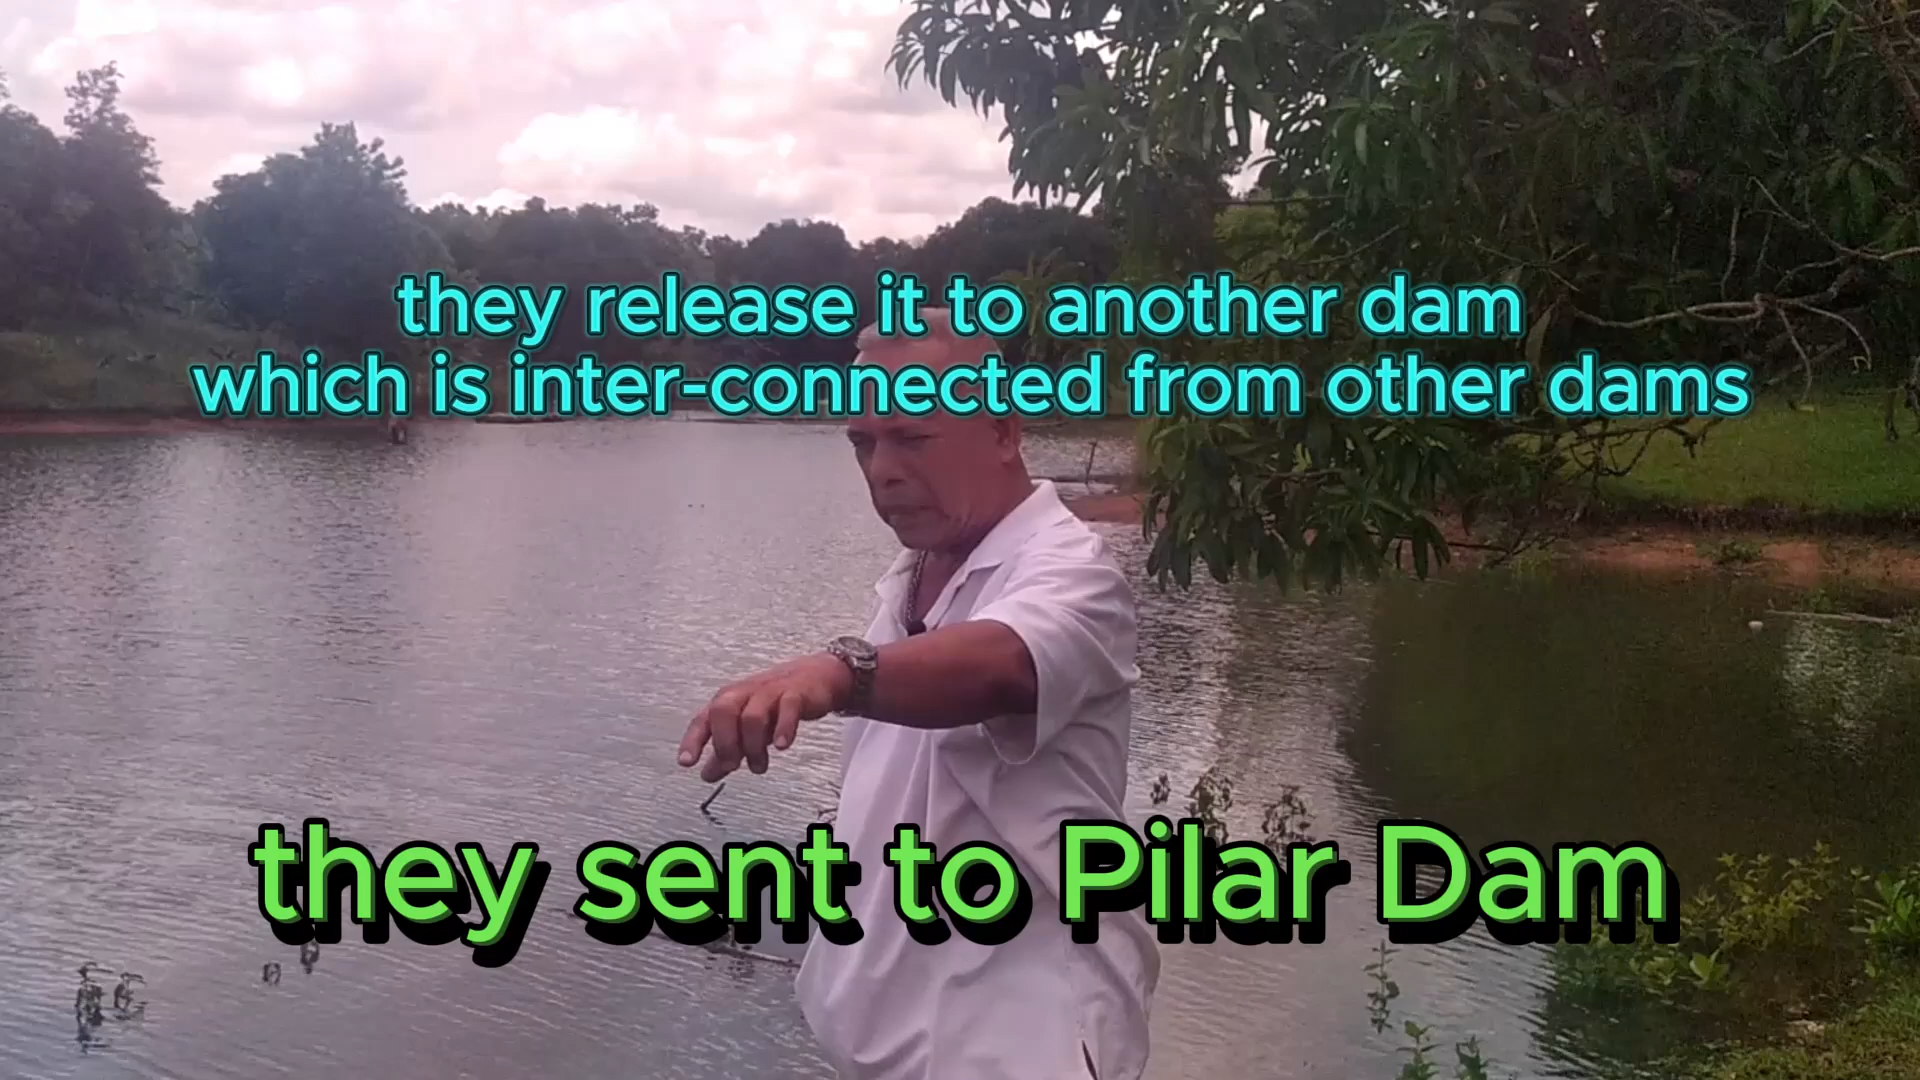 they release it to another dam
which is inter-connected from other dams
they sent to Pilar Dam